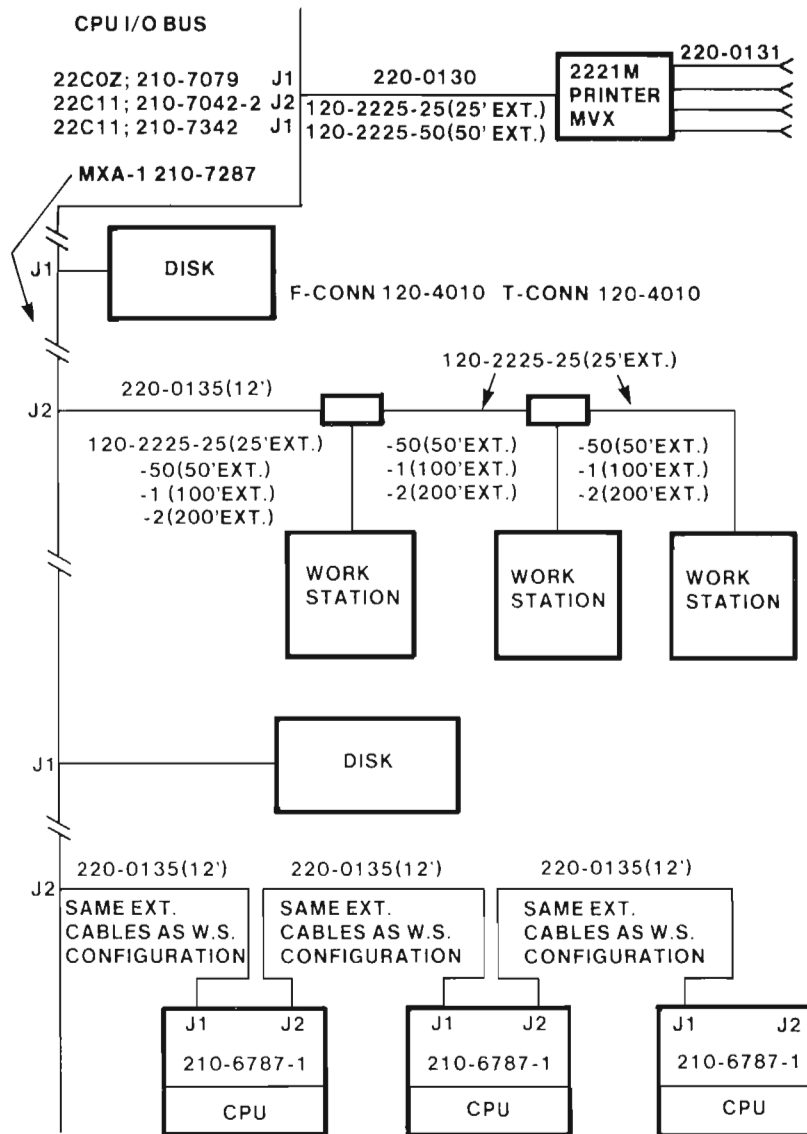 CPU I/O BUS
22C0Z; 210-7079 J1
22C11; 210-7042-2 J2
22C11; 210-7342 J1
220-0130
120-2225-25(25' EXT.)
120-2225-50(50' EXT.)
2221M
PRINTER
MVX
220-0131
MXA-1 210-7287
J1
DISK
F-CONN 120-4010 T-CONN 120-4010
120-2225-25(25'EXT.)
220-0135(12')
J2
120-2225-25(25'EXT.)
-50(50'EXT.)
-1 (100'EXT.)
-2(200'EXT.)
-50(50'EXT.)
-1(100'EXT.)
-2(200'EXT.)
-50(50'EXT.)
-1(100'EXT.)
-2(200'EXT.)
WORK
STATION
WORK
STATION
WORK
STATION
J1
DISK
J2
220-0135(12')
SAME EXT.
CABLES AS W.S.
CONFIGURATION
220-0135(12')
SAME EXT.
CABLES AS W.S.
CONFIGURATION
220-0135(12')
SAME EXT.
CABLES AS W.S.
CONFIGURATION
J1 J2
210-6787-1
CPU
J1 J2
210-6787-1
CPU
J1 J2
210-6787-1
CPU